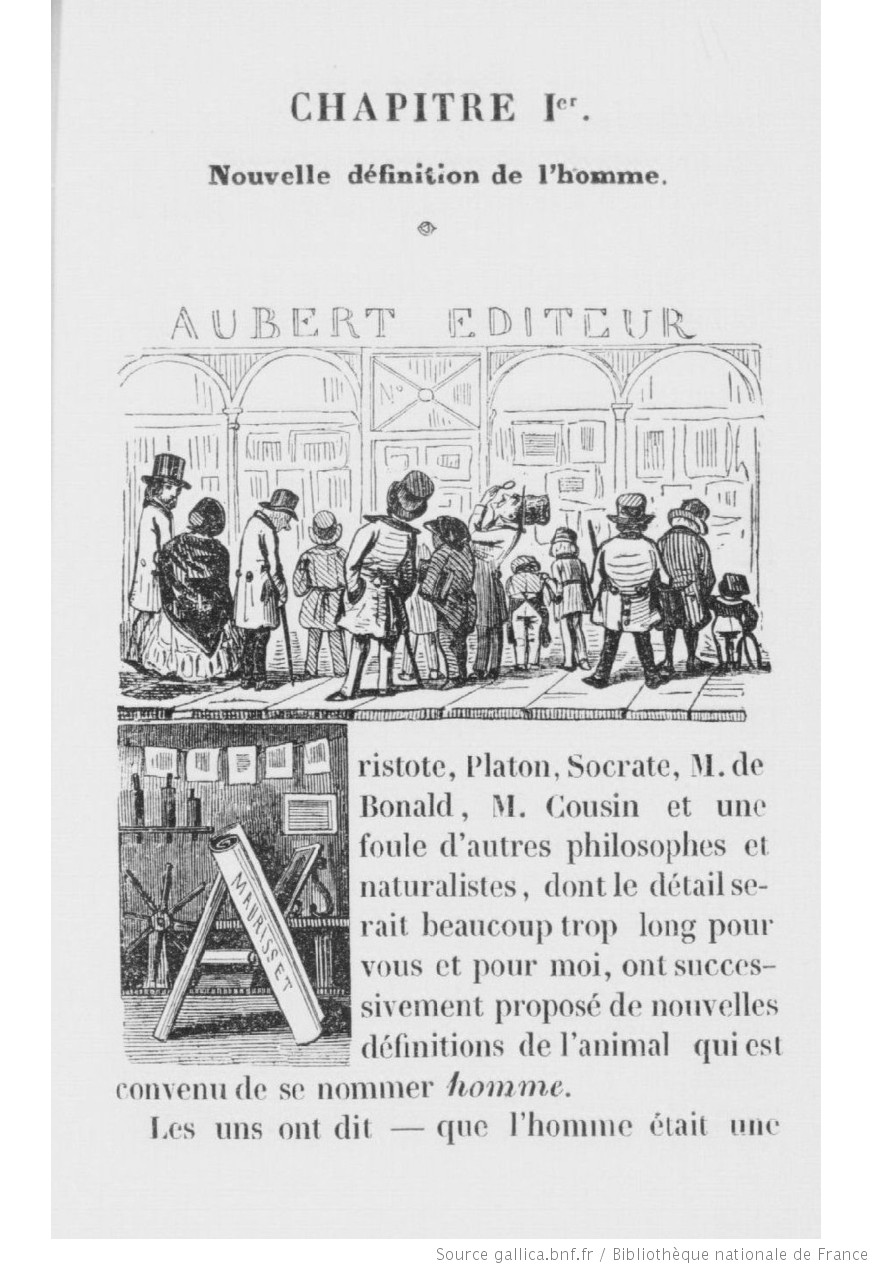 CHAPITRE Ier.
Nouvelle définition de l'homme.
AUBERT EDITEUR
No
MAURISSET
ristote, Platon, Socrate, M. de
Bonald, M. Cousin et une
foule d'autres philosophes et
naturalistes, dont le détail se-
rait beaucoup trop long pour
vous et pour moi, ont succes-
sivement proposé de nouvelles
définitions de l'animal qui est
convenu de se nommer homme.
Les uns ont dit — que l'homme était une
Source gallica.bnf.fr / Bibliothèque nationale de France